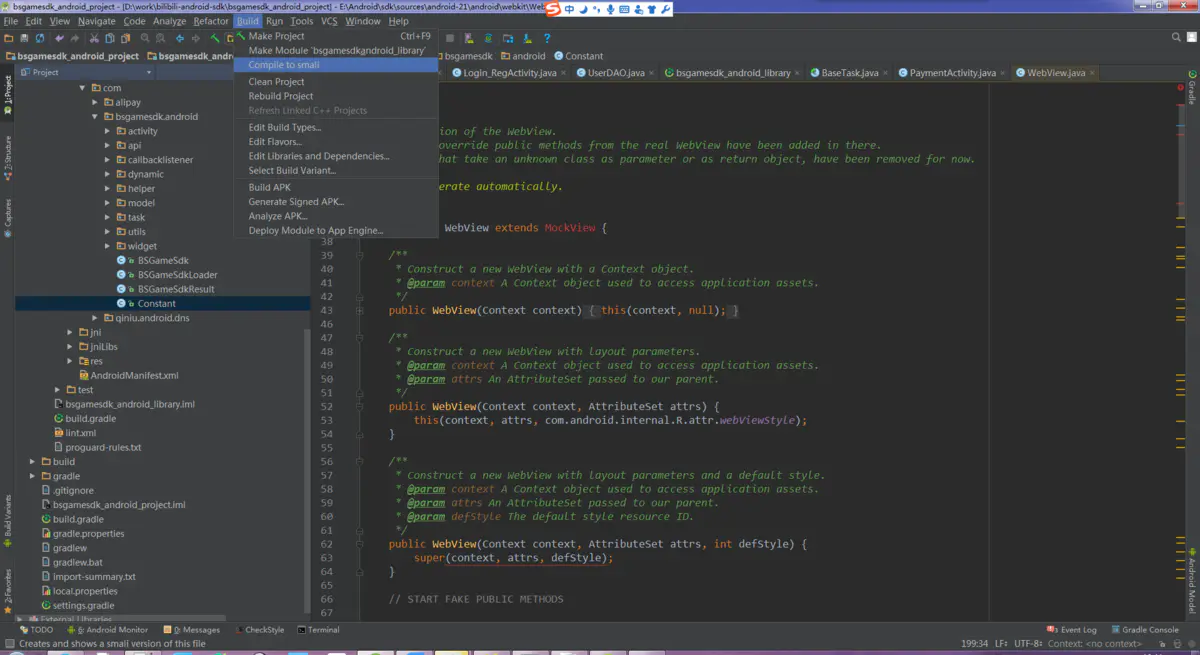 bsgamesdk_android_project - [D:\work\bilibili-android-sdk\bsgamesdk_android_project] - E:\Android\sdk\sources\android-21\android\webkit\Web
中
File Edit View Navigate Code Analyze Refactor Build Run Tools VCS Window Help
bsgamesdk_android_project bsgamesdk_andr bsgamesdk android Constant
Make Project Ctrl+F9
Make Module 'bsgamesdkandroid_library'
Compile to smali
Clean Project
Rebuild Project
Refresh Linked C++ Projects
Edit Build Types...
Edit Flavors...
Edit Libraries and Dependencies...
Select Build Variant...
Build APK
Generate Signed APK...
Analyze APK...
Deploy Module to App Engine...
Login_RegActivity.java UserDAO.java bsgamesdk_android_library BaseTask.java PaymentActivity.java WebView.java
1: Project
2: Structure
Captures
Build Variants
2: Favorites
Project
com
alipay
bsgamesdk.android
activity
api
callbacklistener
dynamic
helper
model
task
utils
widget
BSGameSdk
BSGameSdkLoader
BSGameSdkResult
Constant
qiniu.android.dns
jni
jniLibs
res
AndroidManifest.xml
test
bsgamesdk_android_library.iml
build.gradle
lint.xml
proguard-rules.txt
build
gradle
.gitignore
bsgamesdk_android_project.iml
build.gradle
gradle.properties
gradlew
gradlew.bat
import-summary.txt
local.properties
settings.gradle
External Libraries
ion of the WebView.
override public methods from the real WebView have been added in there.
hat take an unknown class as parameter or as return object, have been removed for now.
erate automatically.
WebView extends MockView {
38
39 /**
40 * Construct a new WebView with a Context object.
41 * @param context A Context object used to access application assets.
42 */
43 public WebView(Context context) { this(context, null); }
46
47 /**
48 * Construct a new WebView with layout parameters.
49 * @param context A Context object used to access application assets.
50 * @param attrs An AttributeSet passed to our parent.
51 */
52 public WebView(Context context, AttributeSet attrs) {
53 this(context, attrs, com.android.internal.R.attr.webViewStyle);
54 }
55
56 /**
57 * Construct a new WebView with layout parameters and a default style.
58 * @param context A Context object used to access application assets.
59 * @param attrs An AttributeSet passed to our parent.
60 * @param defStyle The default style resource ID.
61 */
62 public WebView(Context context, AttributeSet attrs, int defStyle) {
63 super(context, attrs, defStyle);
64 }
65
66 // START FAKE PUBLIC METHODS
67
Gradle
Android Model
TODO 6: Android Monitor 0: Messages CheckStyle Terminal Event Log Gradle Console
Creates and shows a smali version of this file 199:34 LF÷ UTF-8÷ Context: <no context>